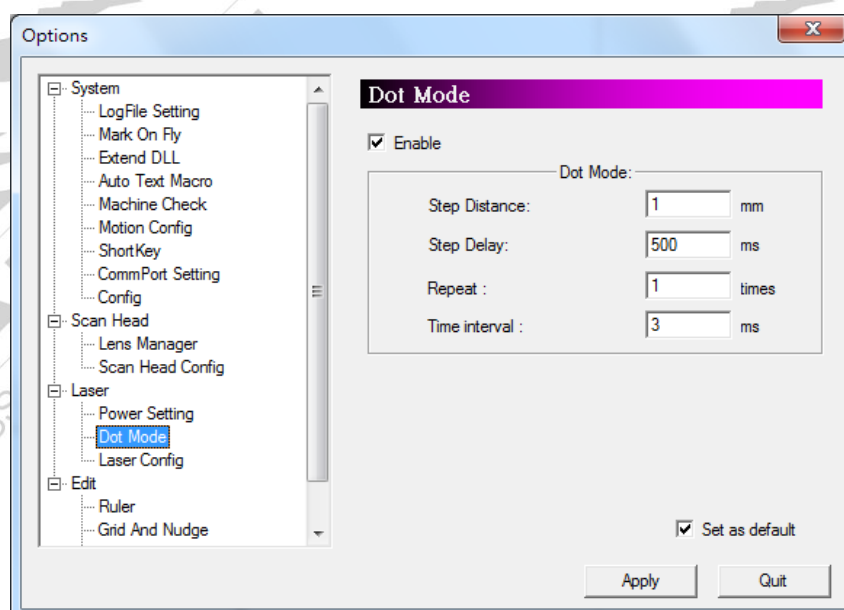 Options
x
System
LogFile Setting
Mark On Fly
Extend DLL
Auto Text Macro
Machine Check
Motion Config
ShortKey
CommPort Setting
Config
Scan Head
Lens Manager
Scan Head Config
Laser
Power Setting
Dot Mode
Laser Config
Edit
Ruler
Grid And Nudge
Dot Mode
Enable
Dot Mode:
Step Distance: 1 mm
Step Delay: 500 ms
Repeat : 1 times
Time interval : 3 ms
Set as default
Apply Quit